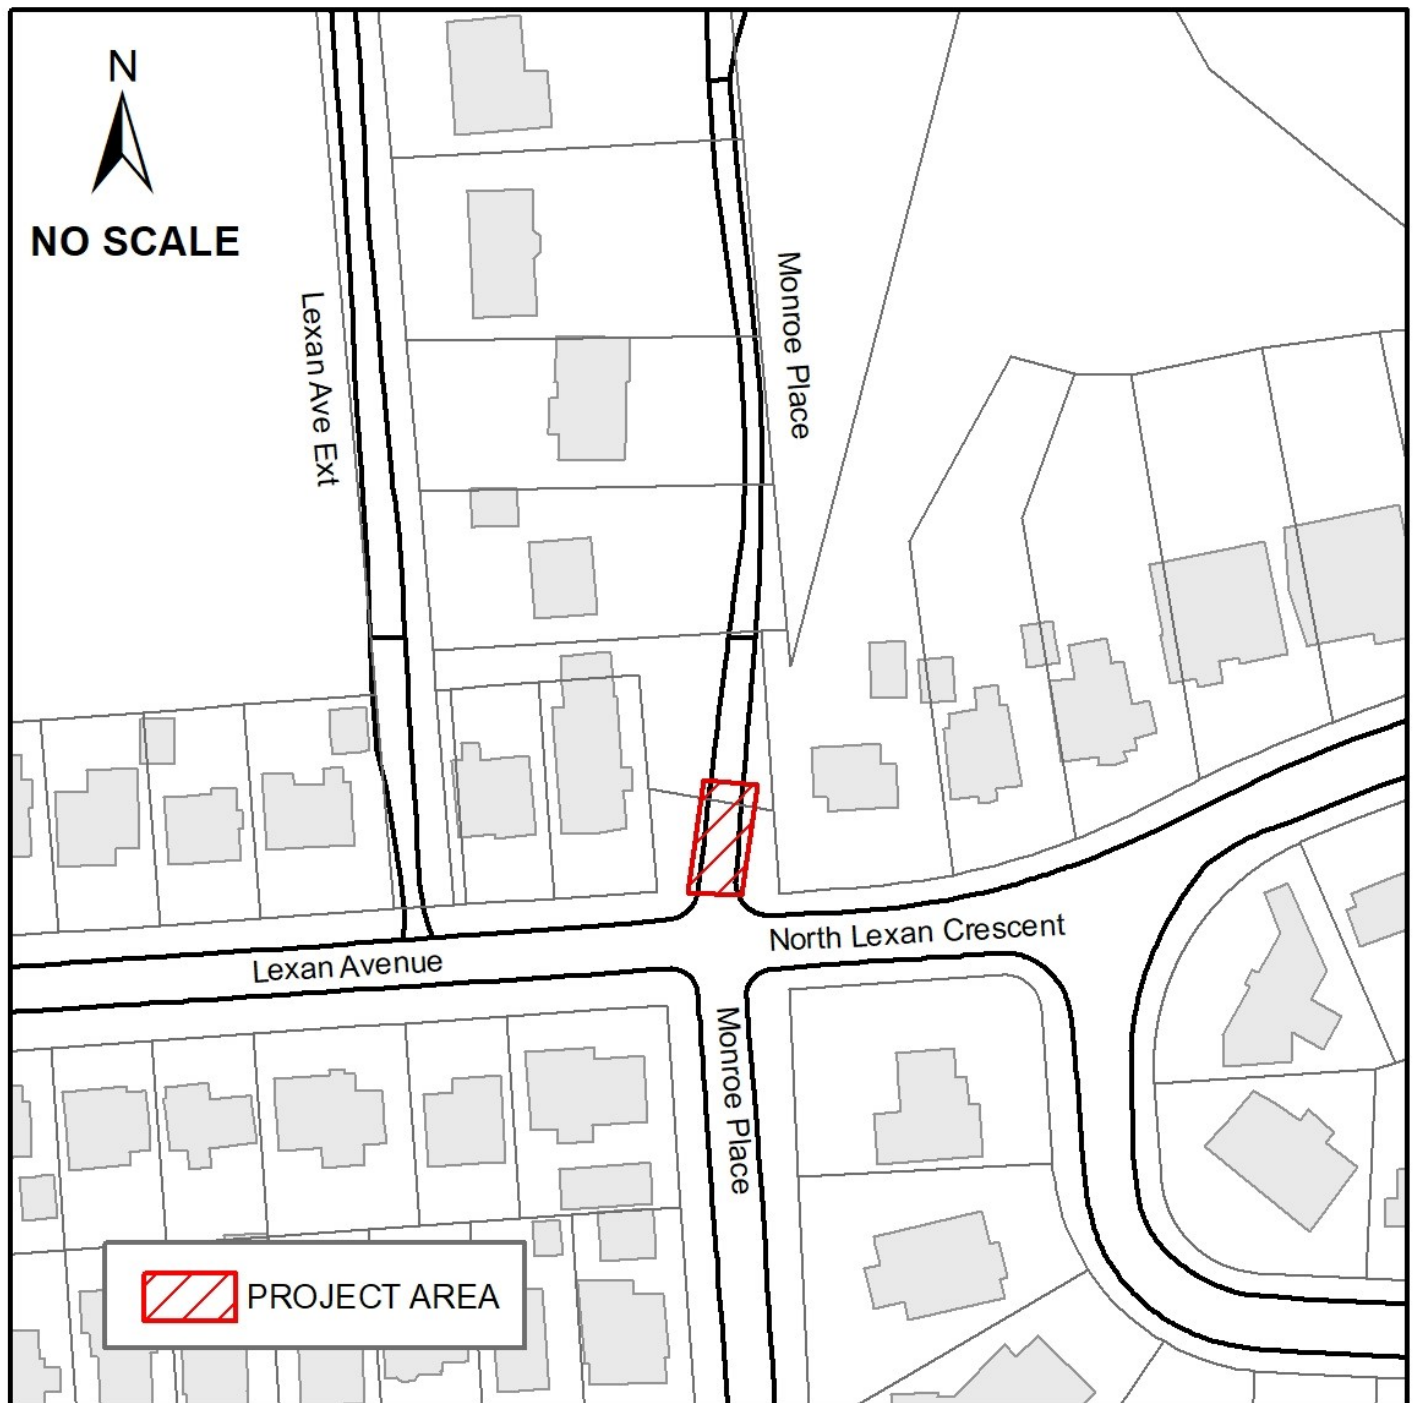 N
NO SCALE
Lexan Ave Ext
Monroe Place
North Lexan Crescent
Lexan Avenue
Monroe Place
PROJECT AREA